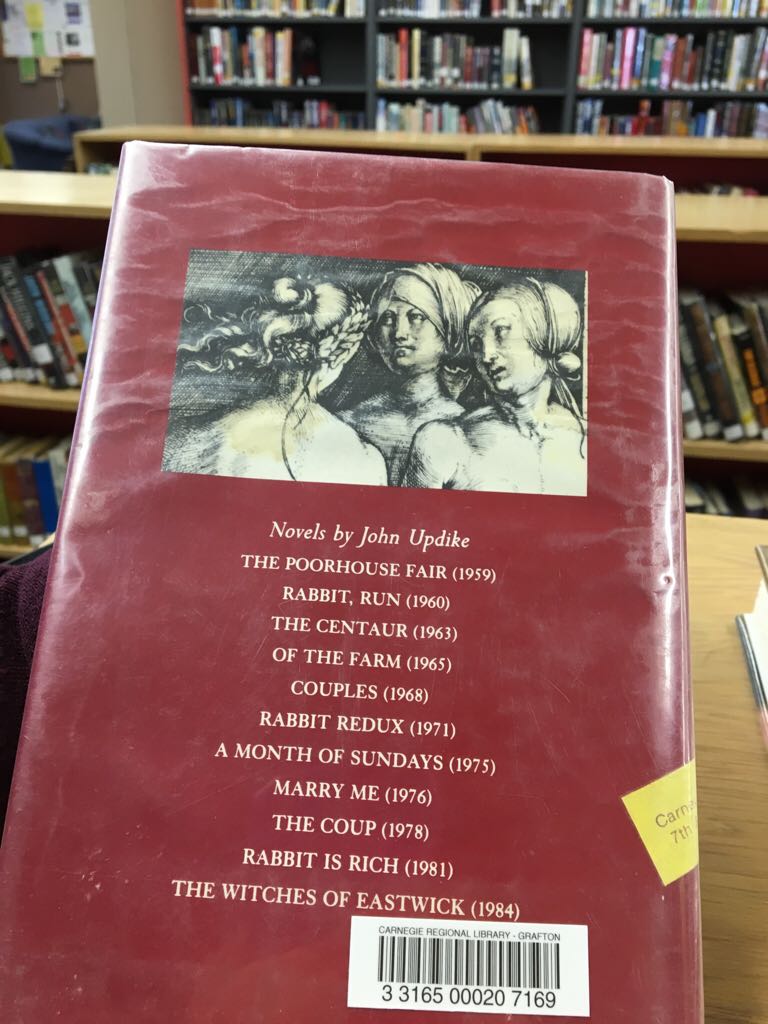 Novels by John Updike
THE POORHOUSE FAIR (1959)
RABBIT, RUN (1960)
THE CENTAUR (1963)
OF THE FARM (1965)
COUPLES (1968)
RABBIT REDUX (1971)
A MONTH OF SUNDAYS (1975)
MARRY ME (1976)
THE COUP (1978)
RABBIT IS RICH (1981)
THE WITCHES OF EASTWICK (1984)
Carne
7th
CARNEGIE REGIONAL LIBRARY - GRAFTON
3 3165 00020 7169